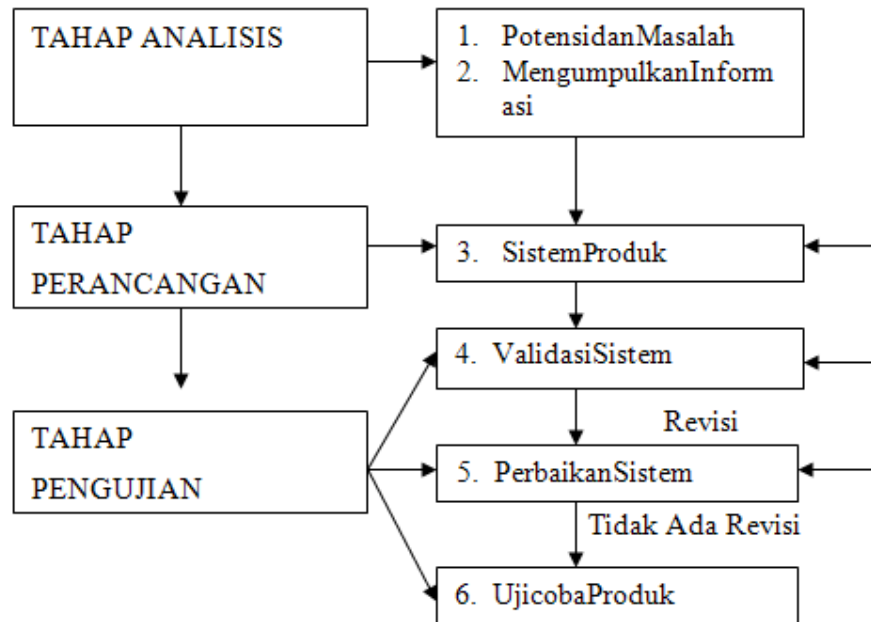 TAHAP ANALISIS
1. PotensidanMasalah
2. MengumpulkanInform
asi
TAHAP
PERANCANGAN
3. SistemProduk
4. ValidasiSistem
Revisi
TAHAP
PENGUJIAN
5. PerbaikanSistem
Tidak Ada Revisi
6. UjicobaProduk